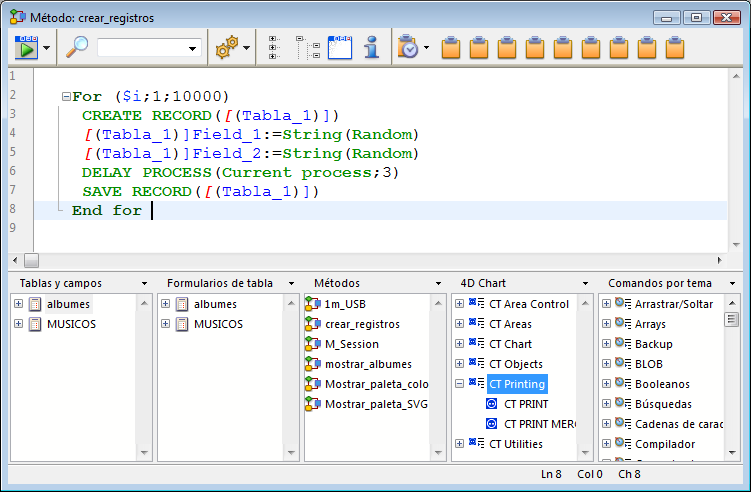 Método: crear_registros
1
2 For ($i;1;10000)
3 CREATE RECORD([(Tabla_1)])
4 [(Tabla_1)]Field_1:=String(Random)
5 [(Tabla_1)]Field_2:=String(Random)
6 DELAY PROCESS(Current process;3)
7 SAVE RECORD([(Tabla_1)])
8 End for
9
Tablas y campos Formularios de tabla Métodos 4D Chart Comandos por tema
albumes albumes 1m_USB CT Area Control Arrastrar/Soltar
MUSICOS MUSICOS crear_registros CT Areas Arrays
M_Session CT Chart Backup
mostrar_albumes CT Objects BLOB
Mostrar_paleta_colo CT Printing Booleanos
Mostrar_paleta_SVG CT PRINT Búsquedas
CT PRINT MER Cadenas de carac
CT Utilities Compilador
Ln 8 Col 0 Ch 8